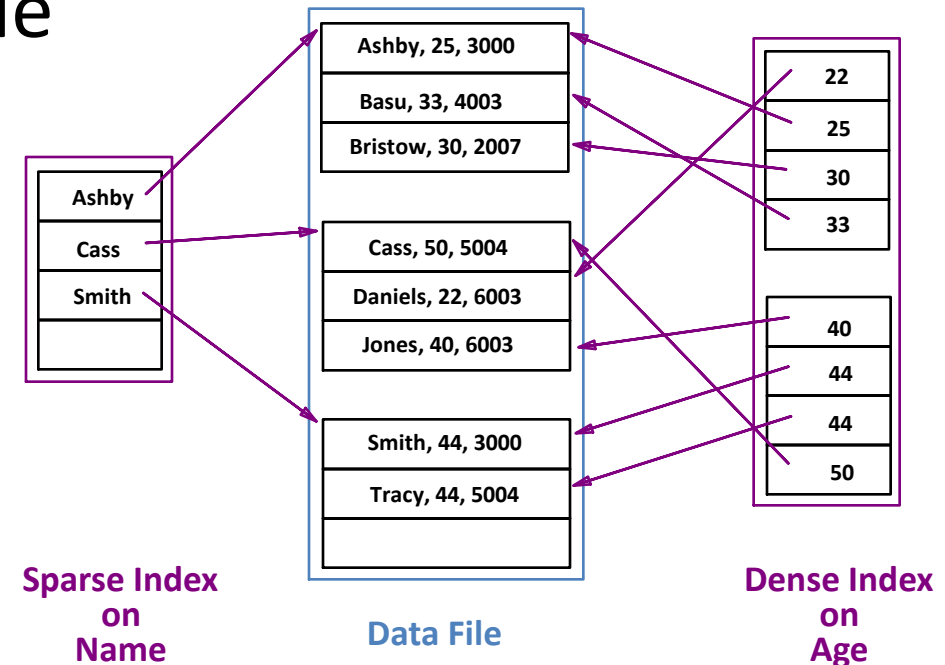 Ashby
Cass
Smith
Sparse Index
on
Name
Ashby, 25, 3000
Basu, 33, 4003
Bristow, 30, 2007
Cass, 50, 5004
Daniels, 22, 6003
Jones, 40, 6003
Smith, 44, 3000
Tracy, 44, 5004
Data File
22
25
30
33
40
44
44
50
Dense Index
on
Age